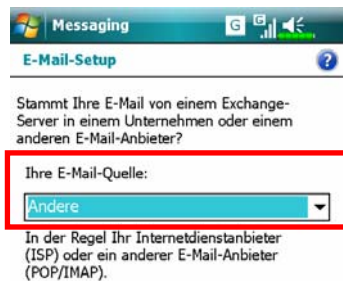 Messaging
G G
E-Mail-Setup
?
Stammt Ihre E-Mail von einem Exchange-
Server in einem Unternehmen oder einem
anderen E-Mail-Anbieter?
Ihre E-Mail-Quelle:
Andere
In der Regel Ihr Internetdienstanbieter
(ISP) oder ein anderer E-Mail-Anbieter
(POP/IMAP).